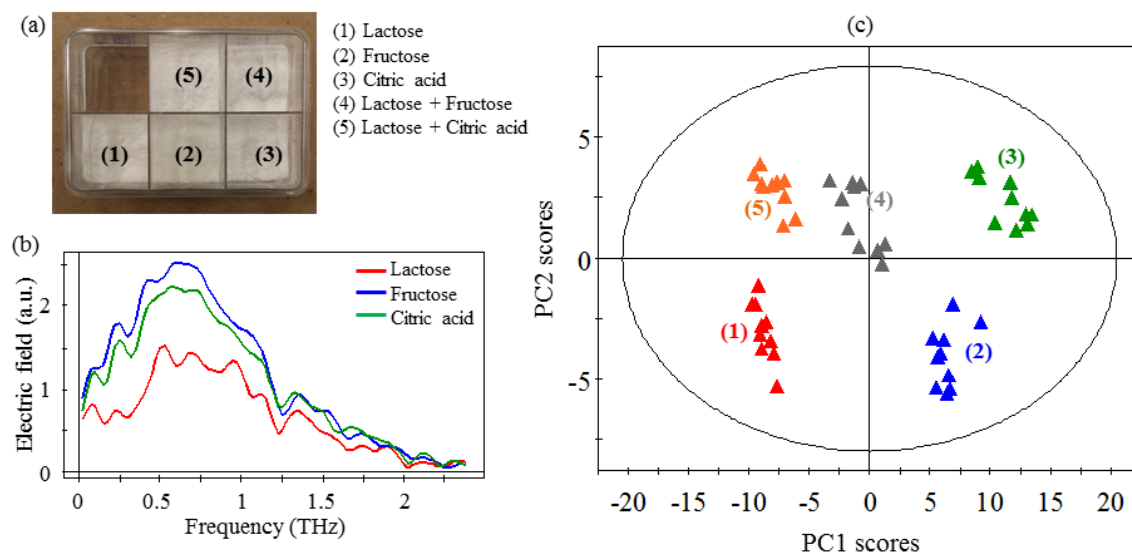 (a)
(5)
(4)
(1)
(2)
(3)
(1) Lactose
(2) Fructose
(3) Citric acid
(4) Lactose + Fructose
(5) Lactose + Citric acid
(b)
Electric field (a.u.)
2
1
0
Lactose
Fructose
Citric acid
0 0.5 1 1.5 2
Frequency (THz)
(c)
PC2 scores
5
0
-5
(5)
(4)
(3)
(1)
(2)
-20 -15 -10 -5 0 5 10 15 20
PC1 scores